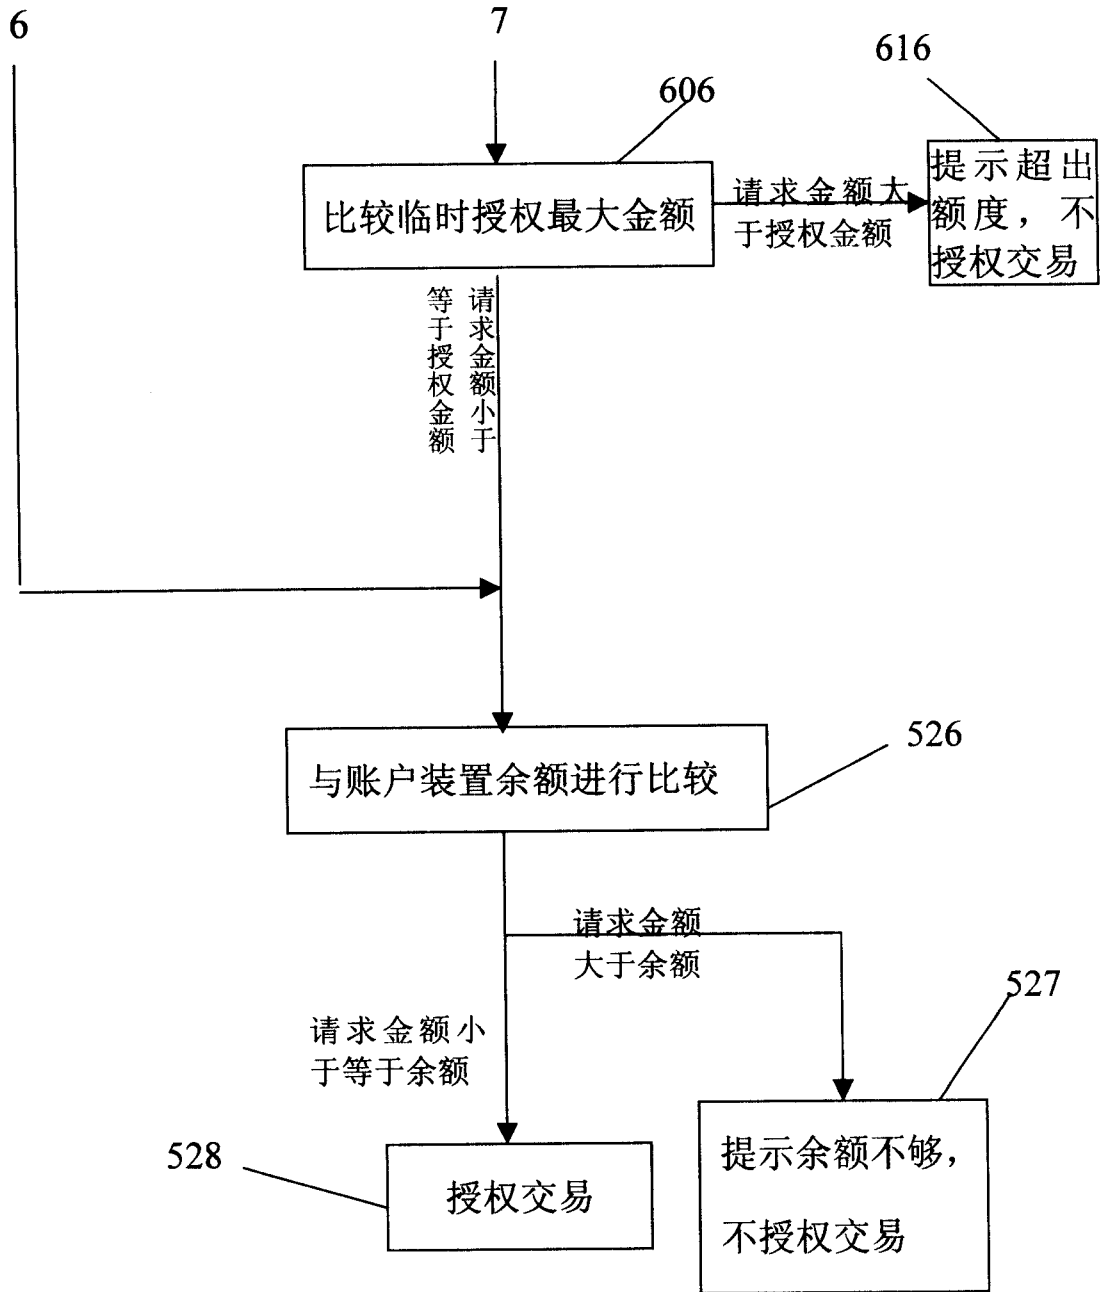 6
7
616
606
提示超出
额度，不
授权交易
比较临时授权最大金额
请求金额大
于授权金额
请求金额小于
等于授权金额
526
与账户装置余额进行比较
请求金额
大于余额
527
请求金额小
于等于余额
528
授权交易
提示余额不够，
不授权交易